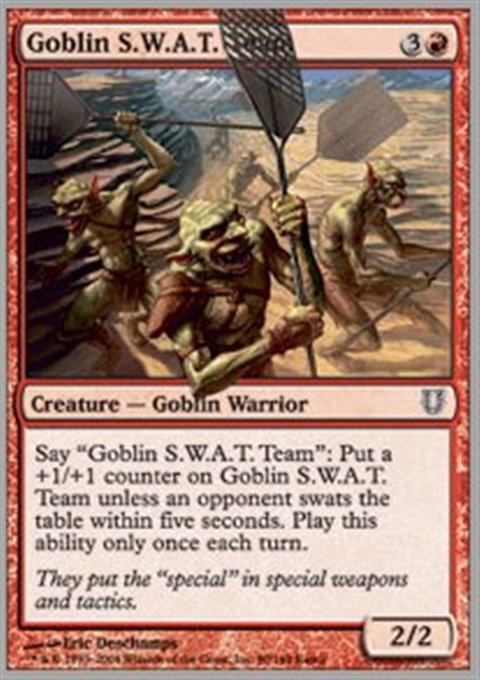 Goblin S.W.A.T.
3
Creature — Goblin Warrior
Say “Goblin S.W.A.T. Team”: Put a
+1/+1 counter on Goblin S.W.A.T.
Team unless an opponent swats the
table within five seconds. Play this
ability only once each turn.
They put the “special” in special weapons
and tactics.
Eric Deschamps
2/2